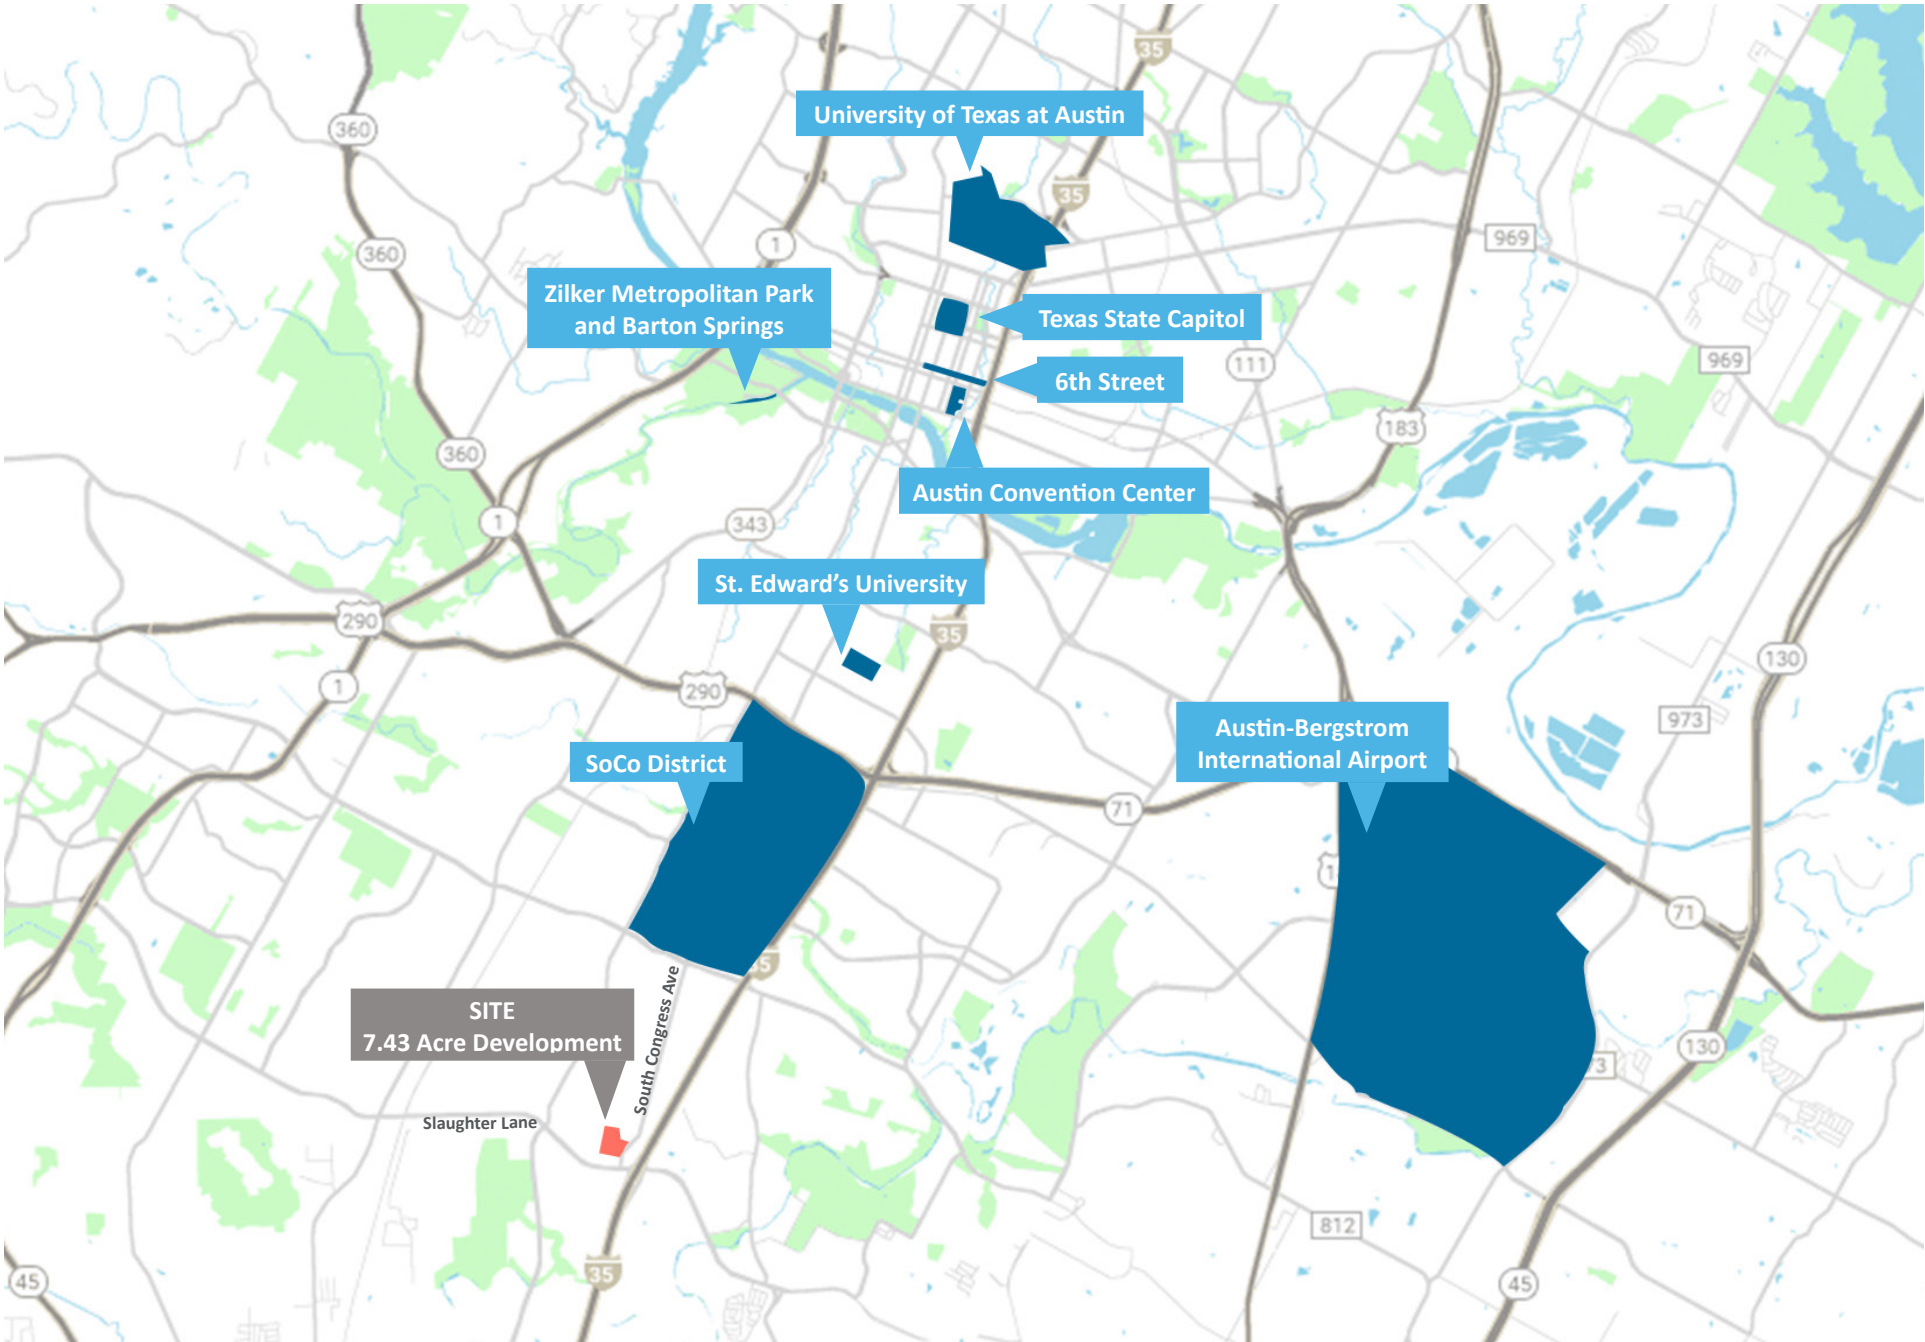 35
University of Texas at Austin
360
35
1
969
360
Zilker Metropolitan Park
and Barton Springs
Texas State Capitol
969
111
6th Street
183
360
Austin Convention Center
1
343
St. Edward's University
290
35
130
1
290
973
Austin-Bergstrom
International Airport
SoCo District
71
71
35
South Congress Ave
SITE
7.43 Acre Development
130
Slaughter Lane
812
35
45
45